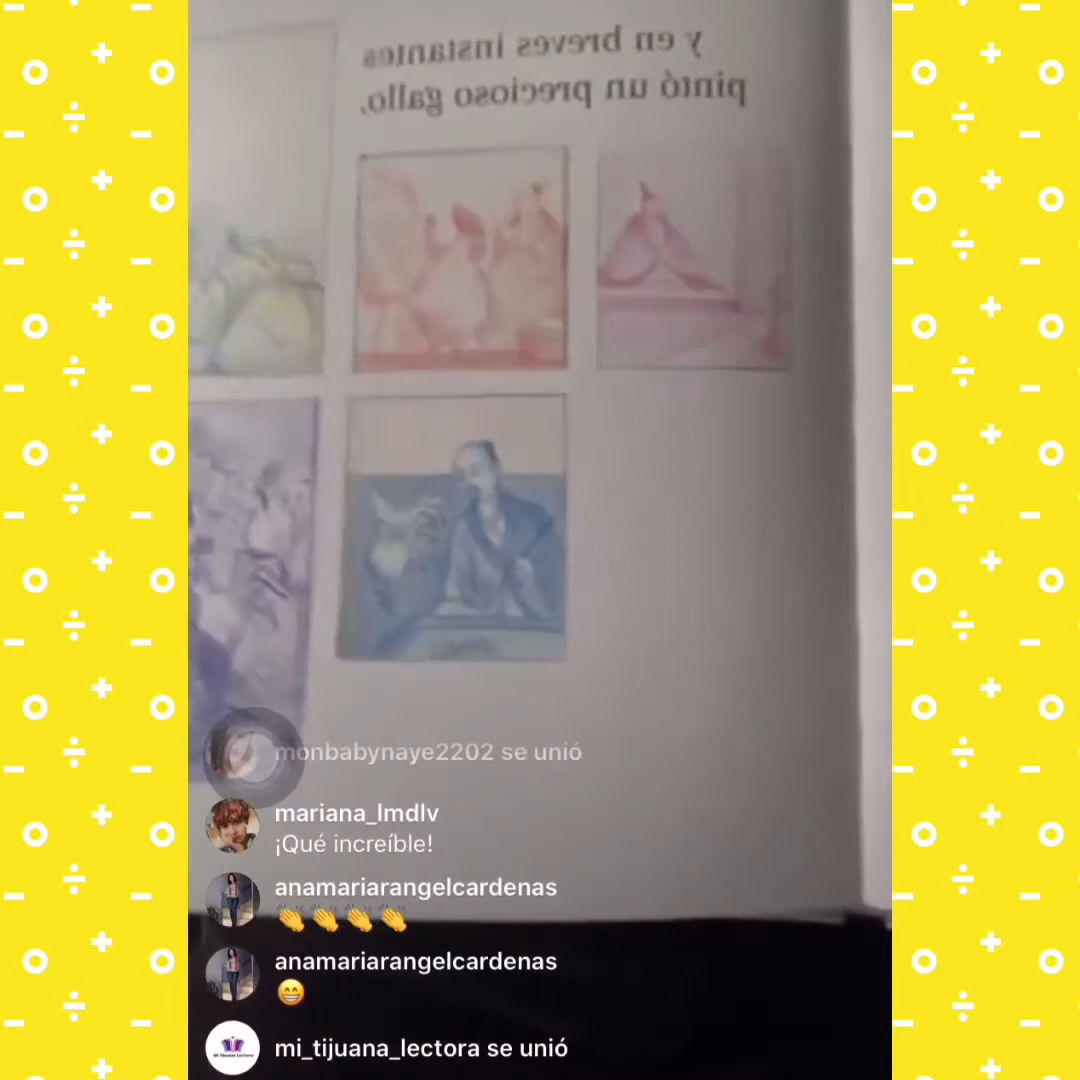 y en breves instantes
pintó un precioso gallo.
monbabynaye2202 se unió
mariana_lmdlv
¡Qué increíble!
anamariarangelcardenas
👏👏👏👏
anamariarangelcardenas
😁
mi_tijuana_lectora se unió